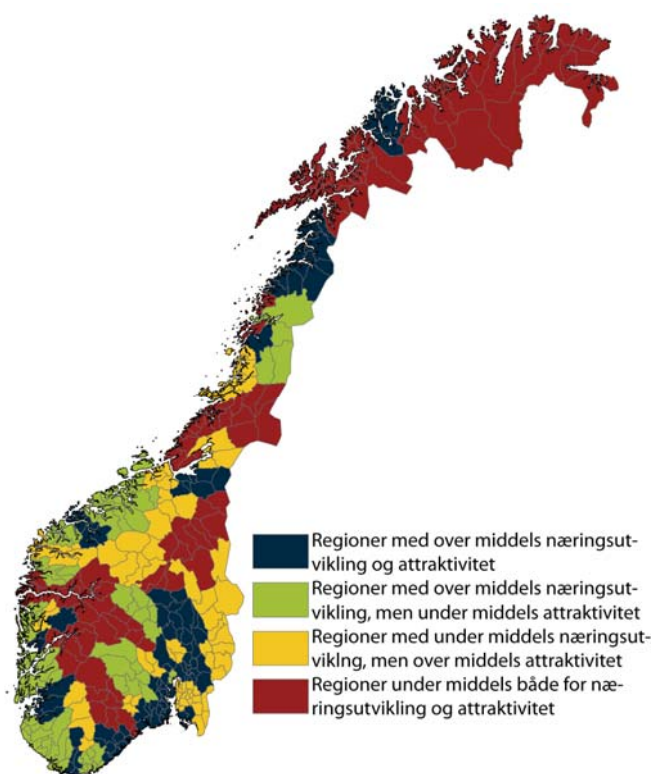 Regioner med over middels næringsut-
vikling og attraktivitet
Regioner med over middels næringsut-
vikling, men under middels attraktivitet
Regioner med under middels næringsut-
viklng, men over middels attraktivitet
Regioner under middels både for næ-
ringsutvikling og attraktivitet